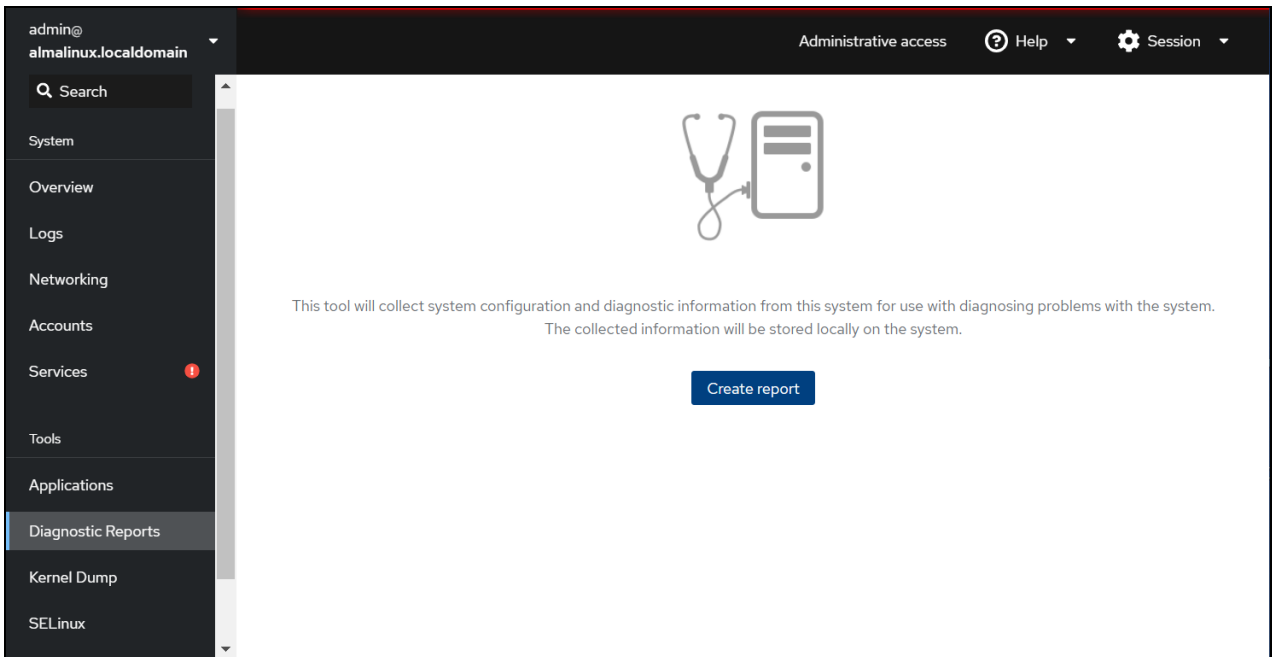 admin@
almalinux.localdomain
Administrative access
Help
Session
Search
System
Overview
Logs
Networking
Accounts
Services
Tools
Applications
Diagnostic Reports
Kernel Dump
SELinux
This tool will collect system configuration and diagnostic information from this system for use with diagnosing problems with the system.
The collected information will be stored locally on the system.
Create report